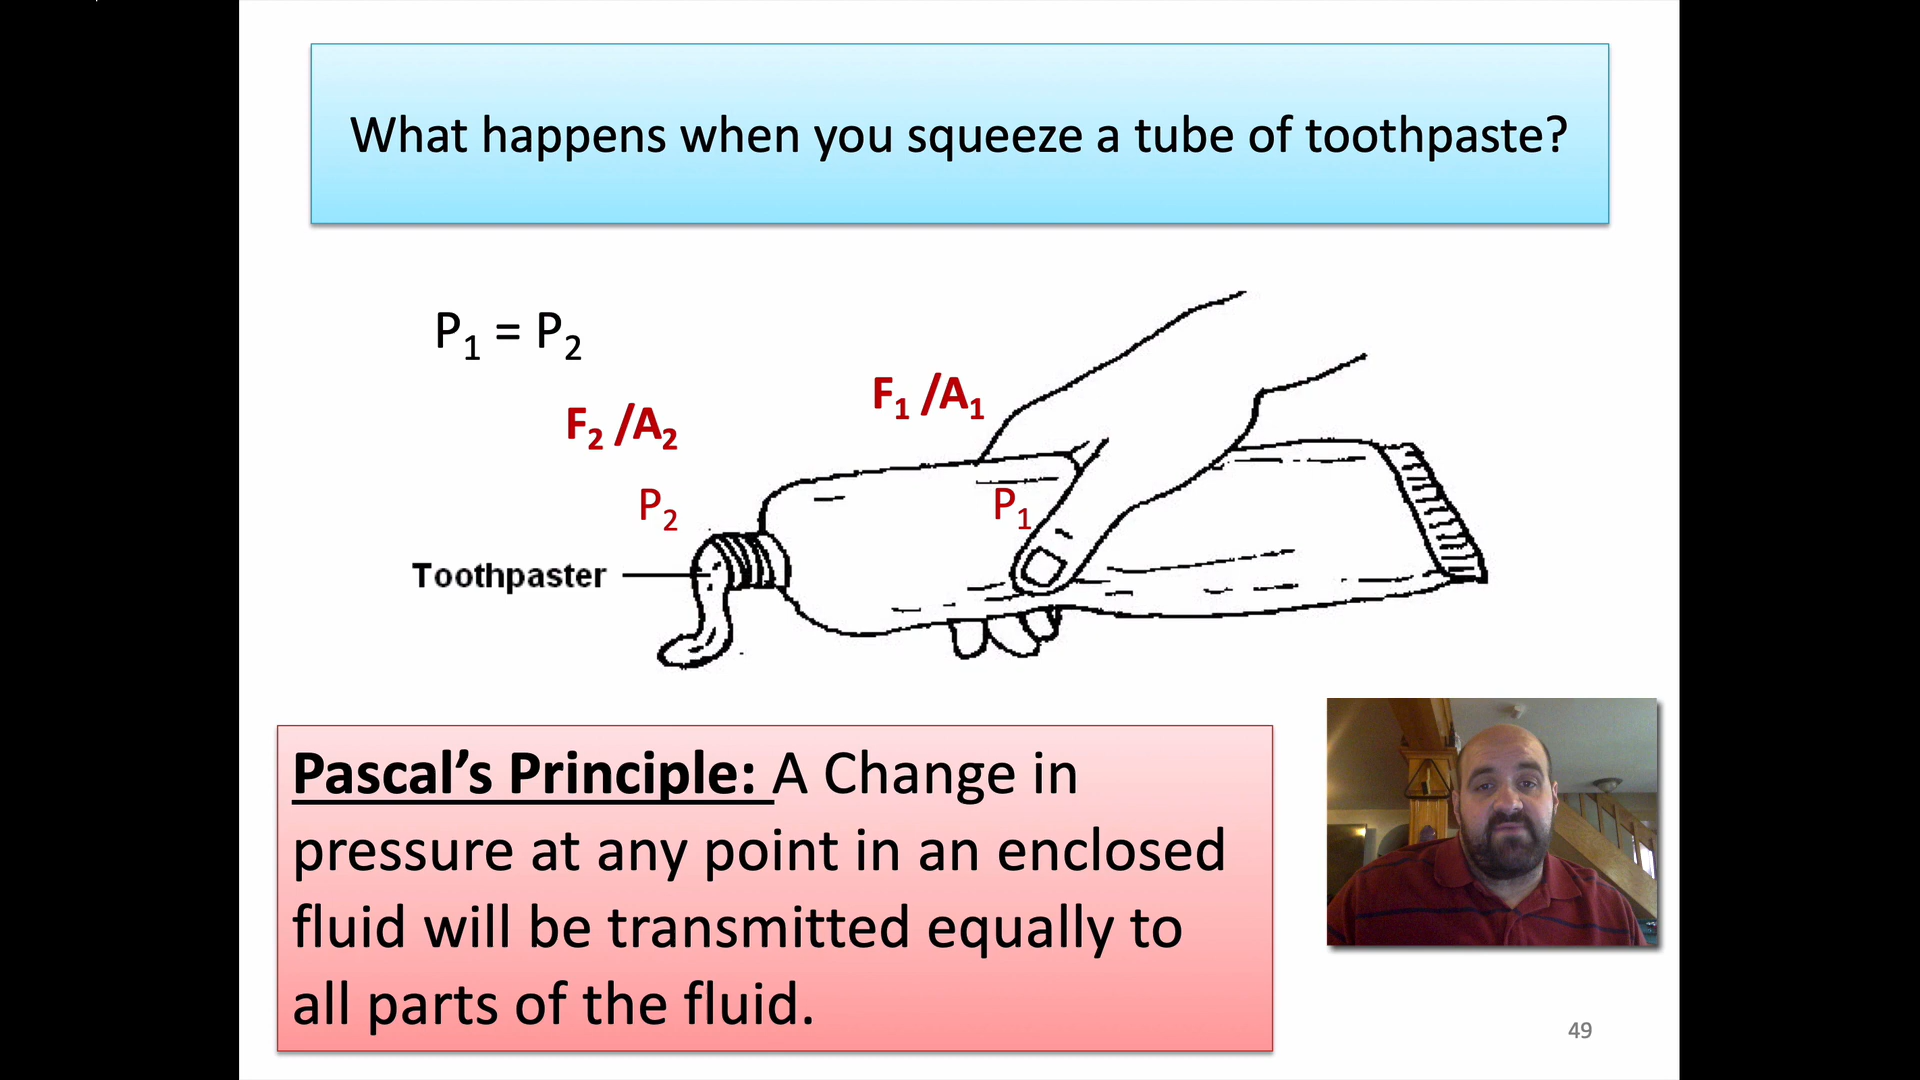 What happens when you squeeze a tube of toothpaste?
P₁ = P₂
F₁ /A₁
F₂ /A₂
P₂
P₁
Toothpaster
Pascal’s Principle: A Change in
pressure at any point in an enclosed
fluid will be transmitted equally to
all parts of the fluid.
49